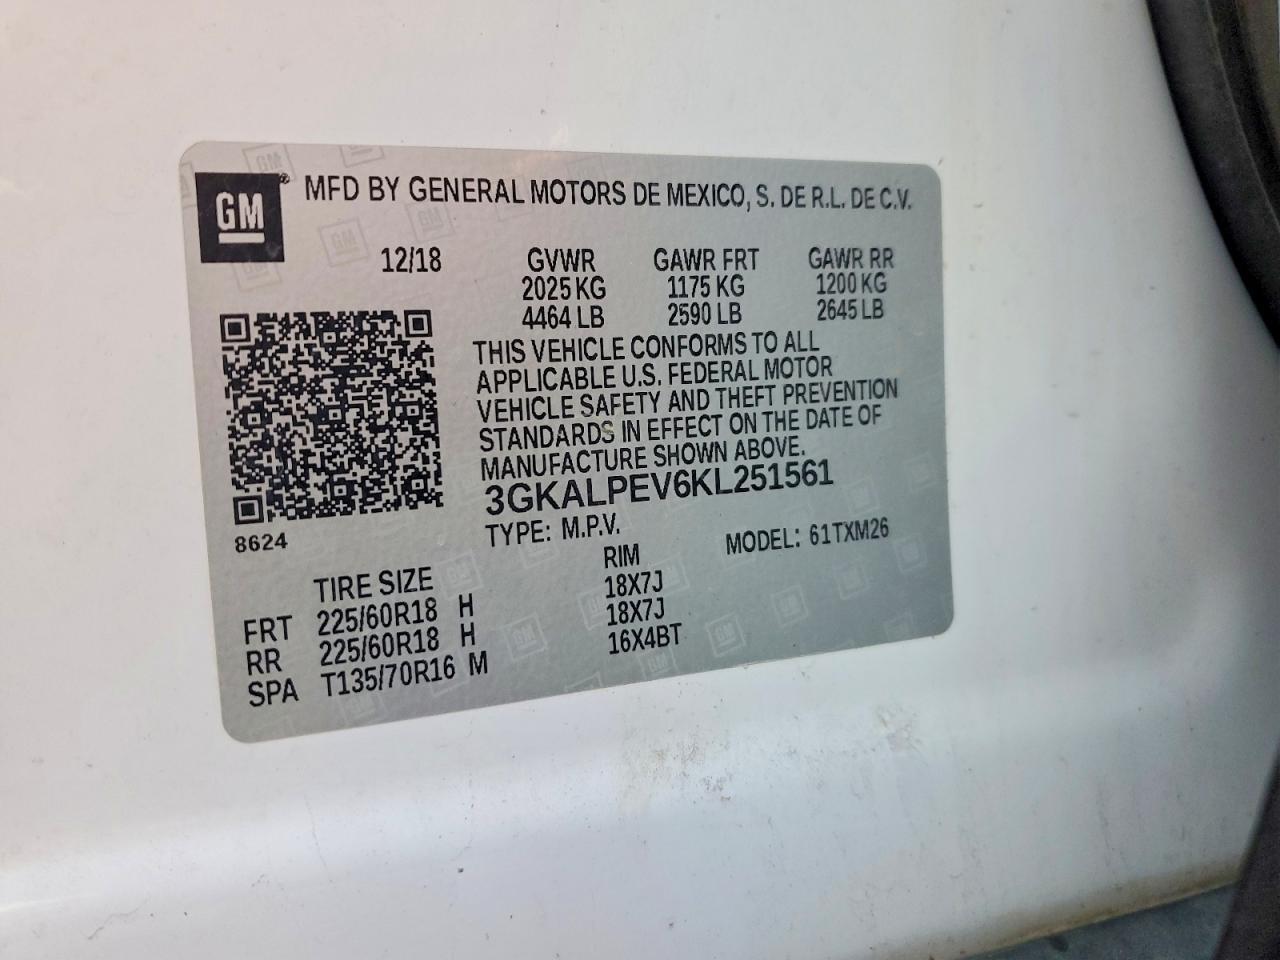 GM® MFD BY GENERAL MOTORS DE MEXICO, S. DE R.L. DE C.V.
12/18 GVWR GAWR FRT GAWR RR
2025 KG 1175 KG 1200 KG
4464 LB 2590 LB 2645 LB
THIS VEHICLE CONFORMS TO ALL
APPLICABLE U.S. FEDERAL MOTOR
VEHICLE SAFETY AND THEFT PREVENTION
STANDARDS IN EFFECT ON THE DATE OF
MANUFACTURE SHOWN ABOVE.
3GKALPEV6KL251561
8624 TYPE: M.P.V. MODEL: 61TXM26
TIRE SIZE RIM
FRT 225/60R18 H 18X7J
RR 225/60R18 H 18X7J
SPA T135/70R16 M 16X4BT